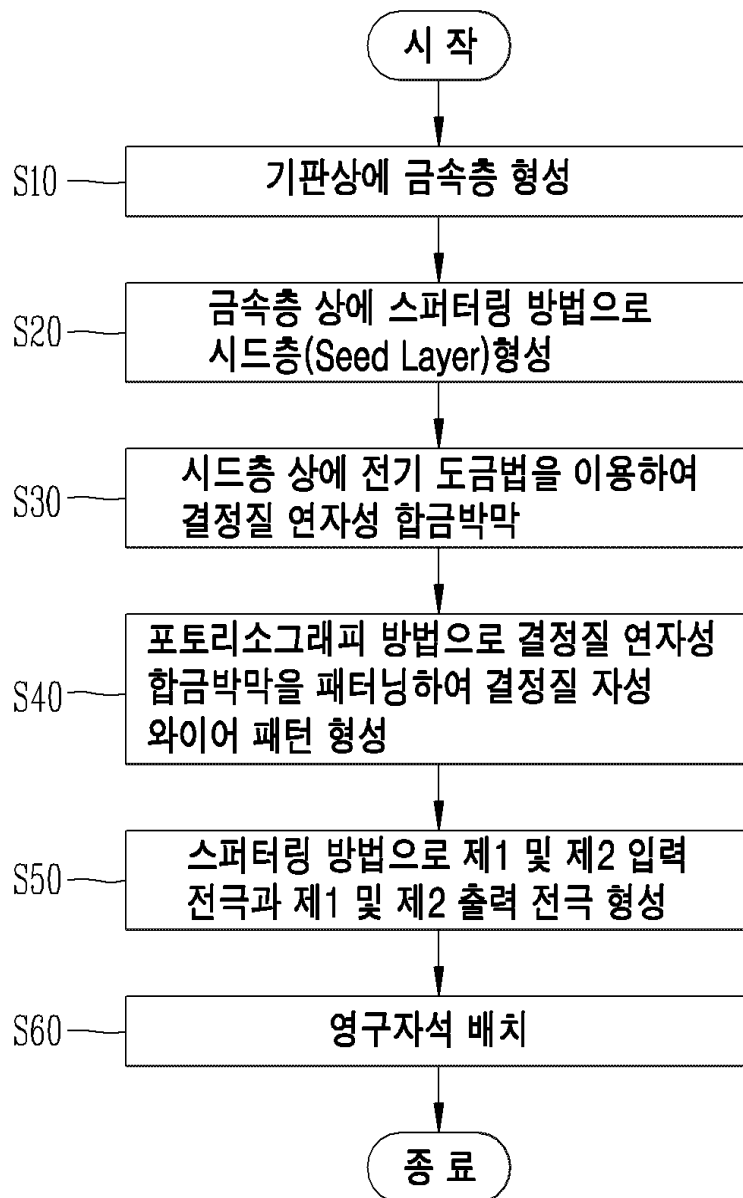 시 작
S10
기판상에 금속층 형성
S20
금속층 상에 스퍼터링 방법으로
시드층(Seed Layer)형성
S30
시드층 상에 전기 도금법을 이용하여
결정질 연자성 합금박막
S40
포토리소그래피 방법으로 결정질 연자성
합금박막을 패터닝하여 결정질 자성
와이어 패턴 형성
S50
스퍼터링 방법으로 제1 및 제2 입력
전극과 제1 및 제2 출력 전극 형성
S60
영구자석 배치
종 료